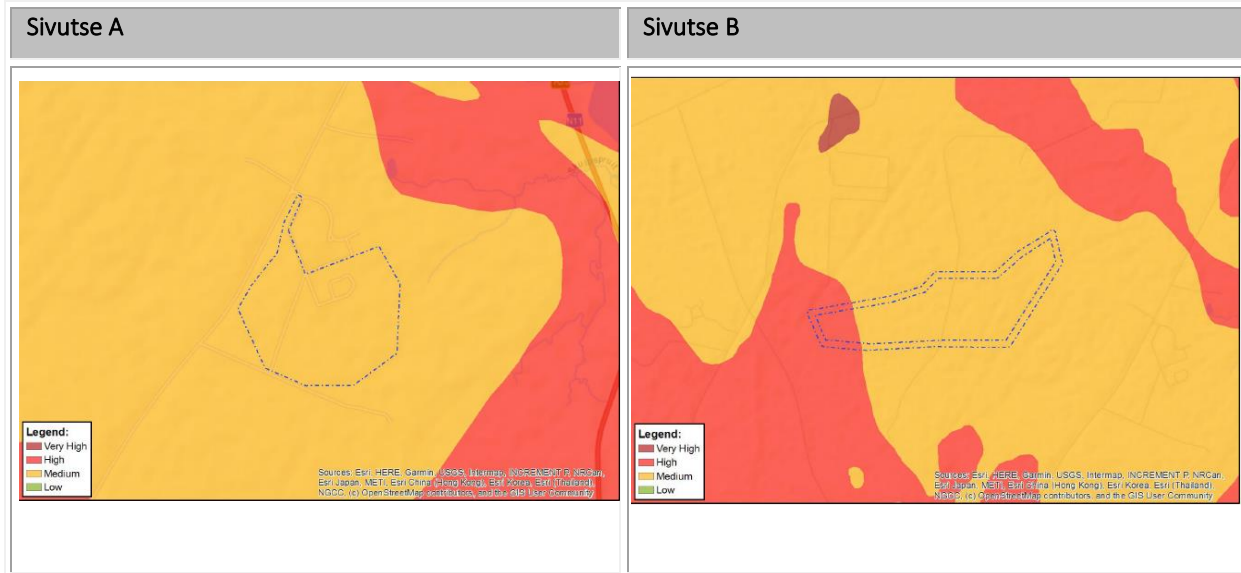 Sivutse A
Sivutse B
N11
Legend:
Very High
High
Medium
Low
Sources: Esri, HERE, Garmin, USGS, Intermap, INCREMENT P, NRCan,
Esri Japan, METI, Esri China (Hong Kong), Esri Korea, Esri (Thailand),
NGCC, (c) OpenStreetMap contributors, and the GIS User Community
Legend:
Very High
High
Medium
Low
Sources: Esri, HERE, Garmin, USGS, Intermap, INCREMENT P, NRCan,
Esri Japan, METI, Esri China (Hong Kong), Esri Korea, Esri (Thailand),
NGCC, (c) OpenStreetMap contributors, and the GIS User Community